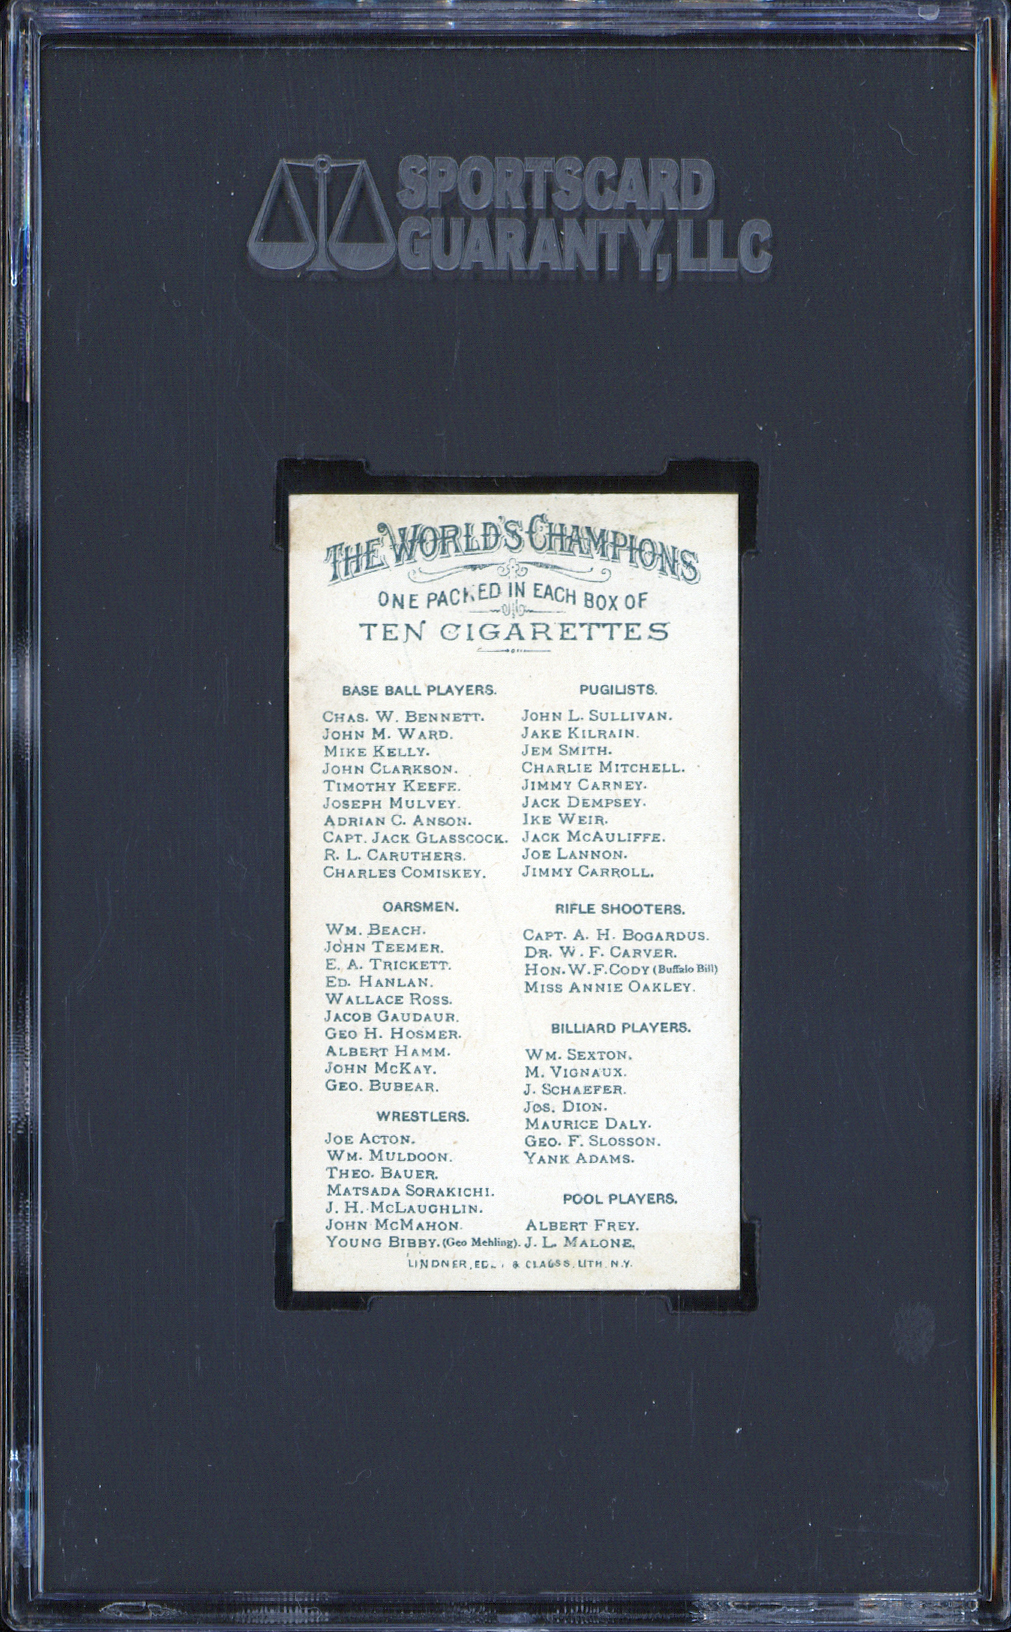 SPORTSCARD
GUARANTY, LLC
THE WORLD'S CHAMPIONS
ONE PACKED IN EACH BOX OF
TEN CIGARETTES
BASE BALL PLAYERS.
CHAS. W. BENNETT.
JOHN M. WARD.
MIKE KELLY.
JOHN CLARKSON.
TIMOTHY KEEFE.
JOSEPH MULVEY.
ADRIAN C. ANSON.
CAPT. JACK GLASSCOCK.
R. L. CARUTHERS.
CHARLES COMISKEY.
OARSMEN.
WM. BEACH.
JOHN TEEMER.
E. A. TRICKETT.
ED. HANLAN.
WALLACE ROSS.
JACOB GAUDAUR.
GEO H. HOSMER.
ALBERT HAMM.
JOHN McKAY.
GEO. BUBEAR.
WRESTLERS.
JOE ACTON.
WM. MULDOON.
THEO. BAUER.
MATSADA SORAKICHI.
J. H. McLAUGHLIN.
JOHN McMAHON.
YOUNG BIBBY. (Geo Mehling).
PUGILISTS.
JOHN L. SULLIVAN.
JAKE KILRAIN.
JEM SMITH.
CHARLIE MITCHELL.
JIMMY CARNEY.
JACK DEMPSEY.
IKE WEIR.
JACK McAULIFFE.
JOE LANNON.
JIMMY CARROLL.
RIFLE SHOOTERS.
CAPT. A. H. BOGARDUS.
DR. W. F. CARVER.
HON. W. F. CODY (Buffalo Bill)
MISS ANNIE OAKLEY.
BILLIARD PLAYERS.
WM. SEXTON.
M. VIGNAUX.
J. SCHAEFER.
JOS. DION.
MAURICE DALY.
GEO. F. SLOSSON.
YANK ADAMS.
POOL PLAYERS.
ALBERT FREY.
J. L. MALONE.
LINDNER, & CLAUSS, LITH. N.Y.